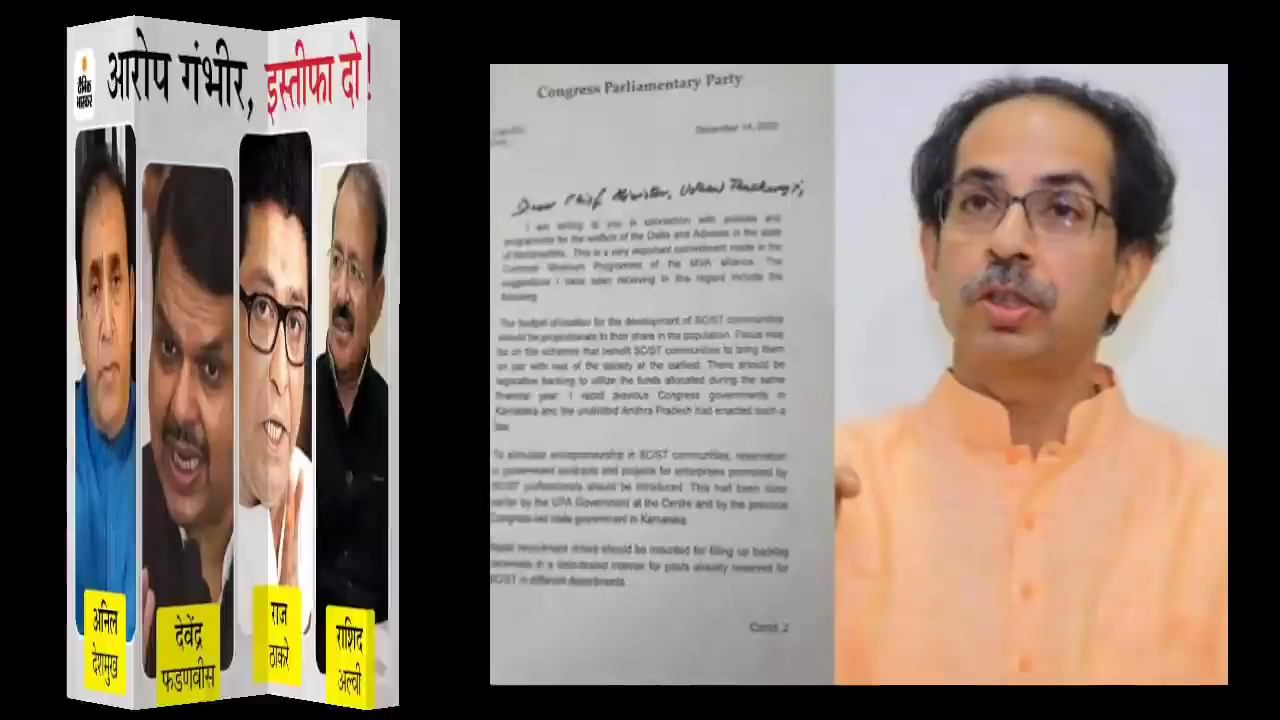 दैनिक
भास्कर
आरोप गंभीर, इस्तीफा दो!
अनिल
देशमुख
देवेंद्र
फडणवीस
राज
ठाकरे
राशिद
अल्वी
Congress Parliamentary Party
December 14, 2020
Dear Chief Minister,
I am writing to you in connection with policies and
programme for the welfare of the Dalits and Adivasis in the state
of Maharashtra. This is a very important commitment made in the
Common Minimum Programme of the MVA alliance. The
suggestions I have been receiving in this regard include the
following:
The budget allocation for the development of SC/ST communities
should be proportionate to their share in the population. Focus may
be on the schemes that benefit SC/ST communities to bring them
on par with rest of the society at the earliest. There should be
legislative backing to utilize the funds allocated during the same
financial year. I recall previous Congress governments in
Karnataka and the undivided Andhra Pradesh had enacted such a
law.
To stimulate entrepreneurship in SC/ST communities, reservation
in government contracts and projects for enterprises promoted by
SC/ST professionals should be introduced. This had been done
earlier by the UPA Government at the Centre and by the previous
Congress-led state government in Karnataka.
recruitment drives should be mounted for filling up backlog
vacancies in a time-bound manner for posts already reserved for
SC/ST in different departments.
Contd..2